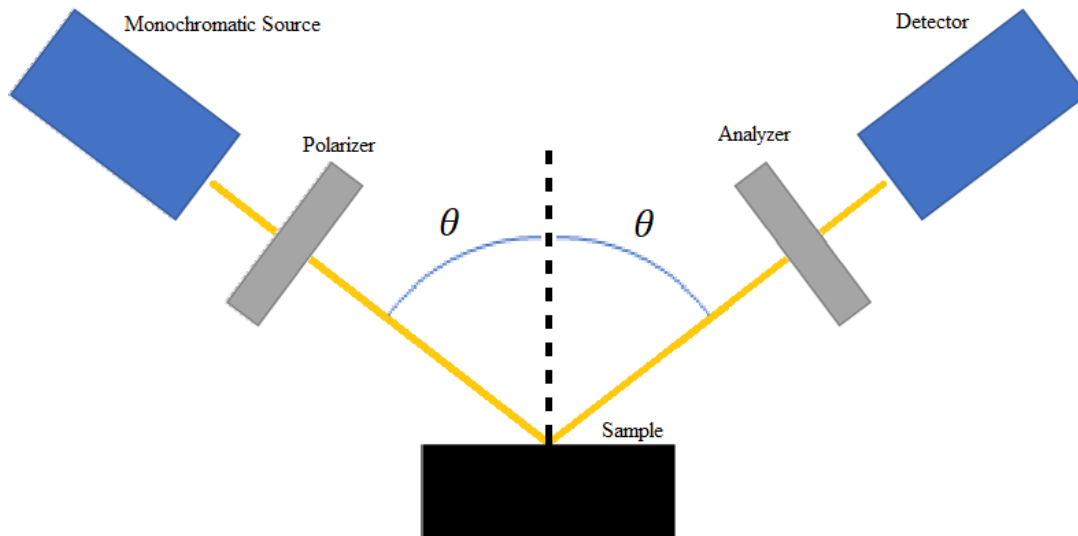 Monochromatic Source
Detector
Polarizer
Analyzer
θ
θ
Sample